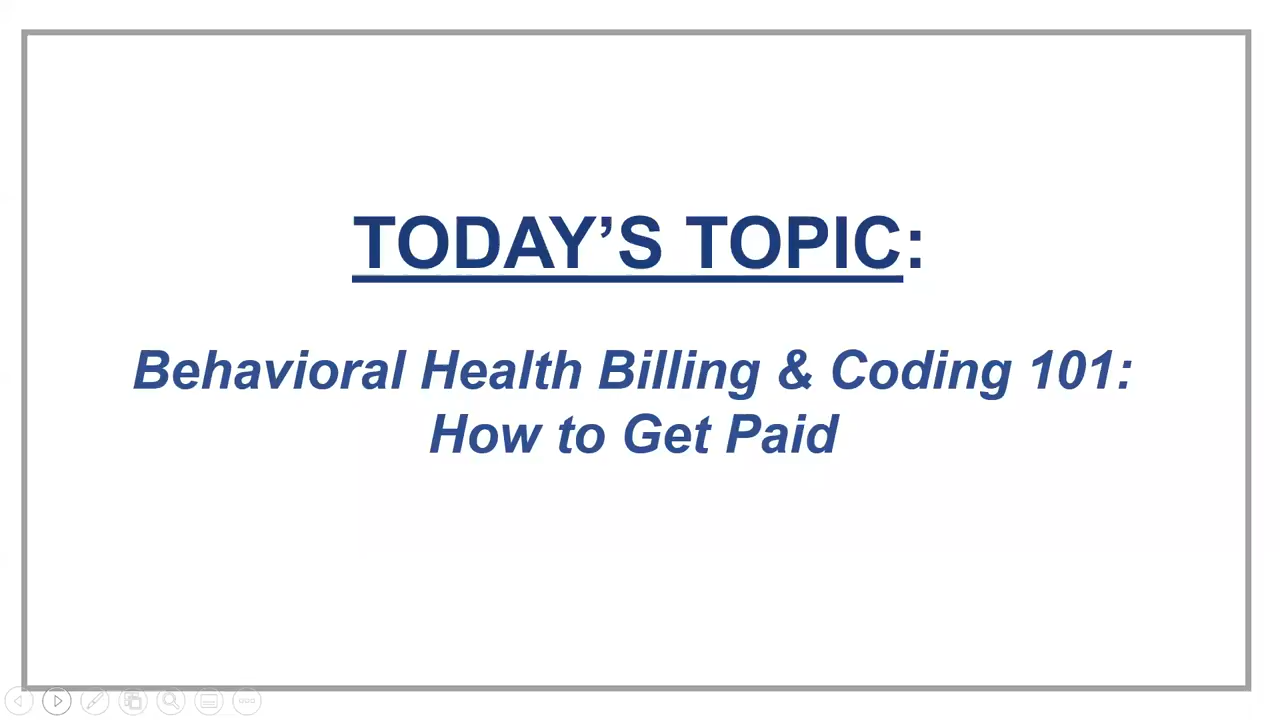 TODAY’S TOPIC:
Behavioral Health Billing & Coding 101:
How to Get Paid